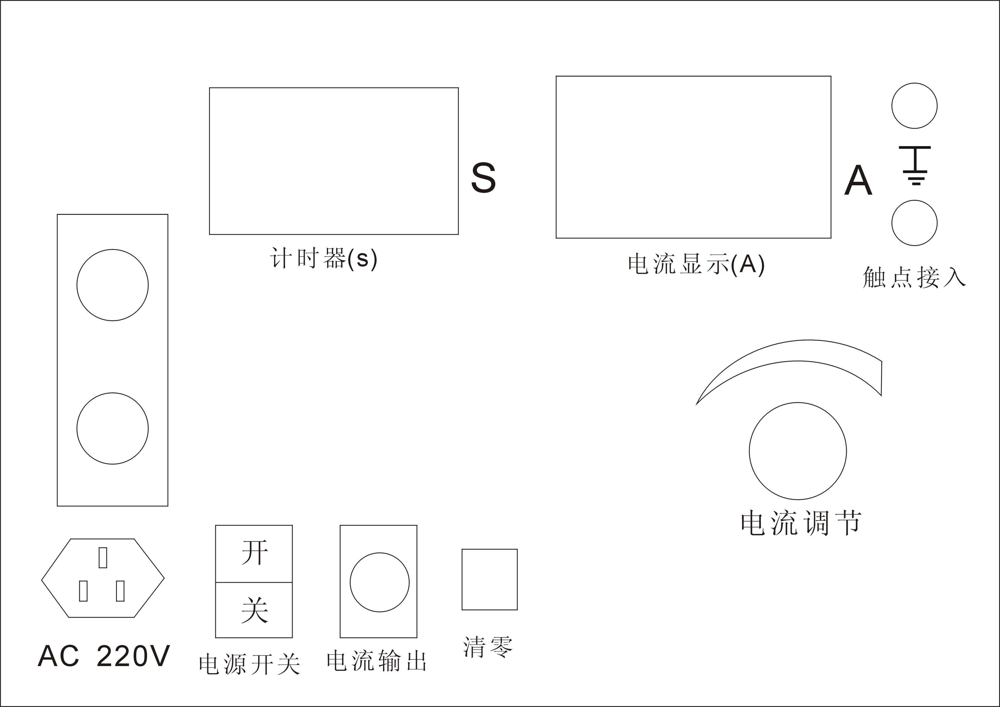 S
A
计时器(s)
电流显示(A)
触点接入
电流调节
开
关
AC 220V
电源开关
电流输出
清零